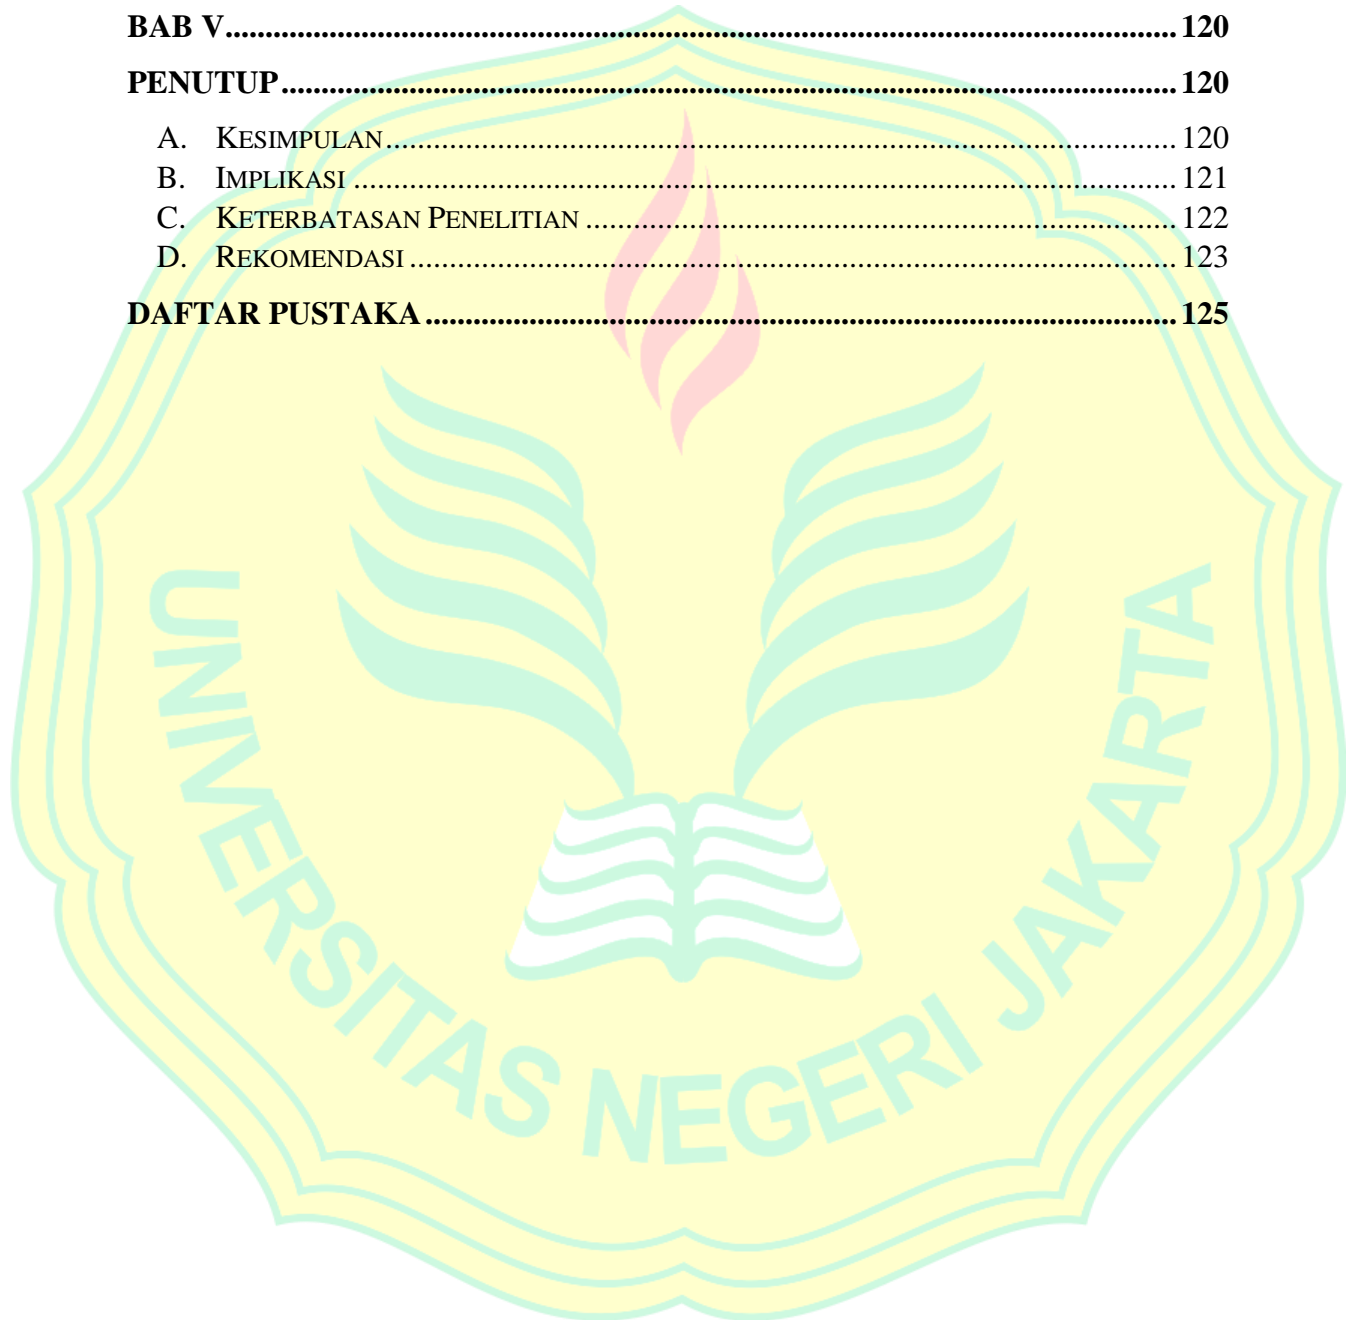 BAB V.......................................................................................................................120
PENUTUP................................................................................................................120
A. KESIMPULAN...................................................................................................120
B. IMPLIKASI .......................................................................................................121
C. KETERBATASAN PENELITIAN ..........................................................................122
D. REKOMENDASI ................................................................................................123
DAFTAR PUSTAKA..............................................................................................125
UNIVERSITAS NEGERI JAKARTA